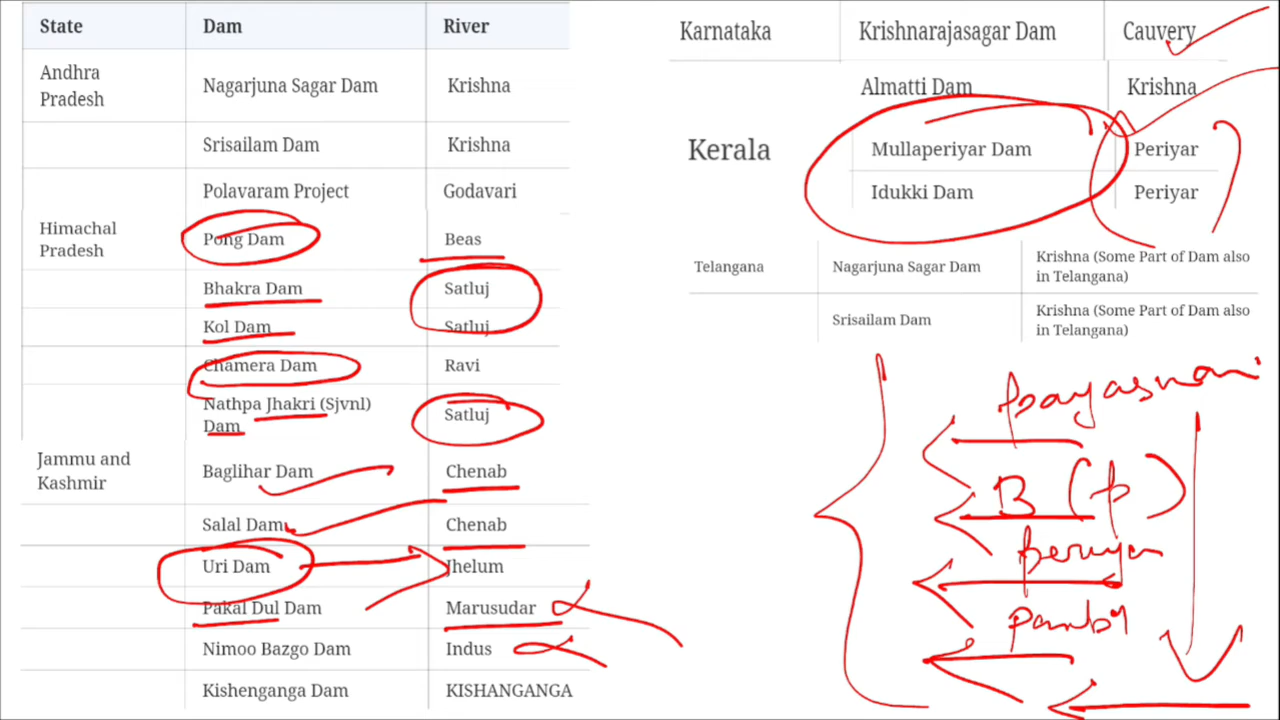 State Dam River
Andhra
Pradesh
Nagarjuna Sagar Dam Krishna
Srisailam Dam Krishna
Polavaram Project Godavari
Himachal
Pradesh
Pong Dam Beas
Bhakra Dam Satluj
Kol Dam Satluj
Chamera Dam Ravi
Nathpa Jhakri (Sjvnl)
Dam
Satluj
Jammu and
Kashmir
Baglihar Dam Chenab
Salal Dam Chenab
Uri Dam Jhelum
Pakal Dul Dam Marusudar
Nimoo Bazgo Dam Indus
Kishenganga Dam KISHANGANGA
Karnataka Krishnarajasagar Dam Cauvery
Almatti Dam Krishna
Kerala
Mullaperiyar Dam Periyar
Idukki Dam Periyar
Telangana Nagarjuna Sagar Dam
Krishna (Some Part of Dam also
in Telangana)
Srisailam Dam
Krishna (Some Part of Dam also
in Telangana)
B (p)